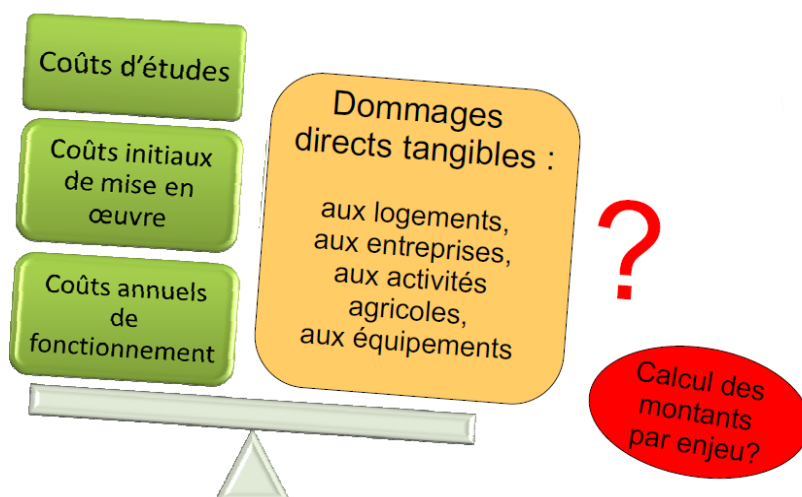 Coûts d'études
Coûts initiaux
de mise en
œuvre
Coûts annuels
de
fonctionnement
Dommages
directs tangibles :
aux logements,
aux entreprises,
aux activités
agricoles,
aux équipements
?
Calcul des
montants
par enjeu?